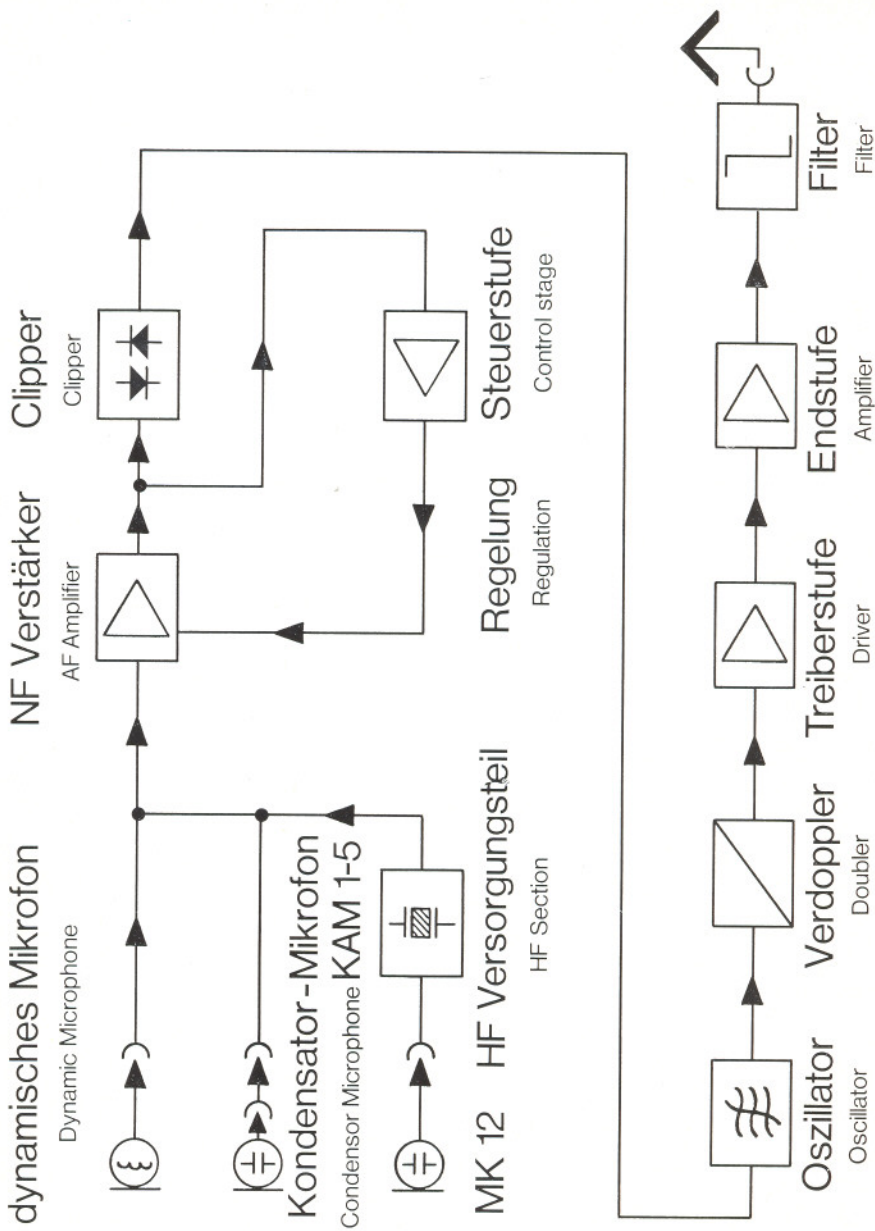 dynamisches Mikrofon
Dynamic Microphone
NF Verstärker
AF Amplifier
Clipper
Clipper
Kondensator-Mikrofon
Condensor Microphone KAM 1-5
MK 12
HF Versorgungsteil
HF Section
Regelung
Regulation
Steuerstufe
Control stage
Oszillator
Oscillator
Verdoppler
Doubler
Treiberstufe
Driver
Endstufe
Amplifier
Filter
Filter